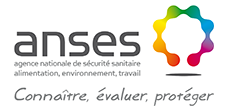 anses
agence nationale de sécurité sanitaire
alimentation, environnement, travail
Connaître, évaluer, protéger